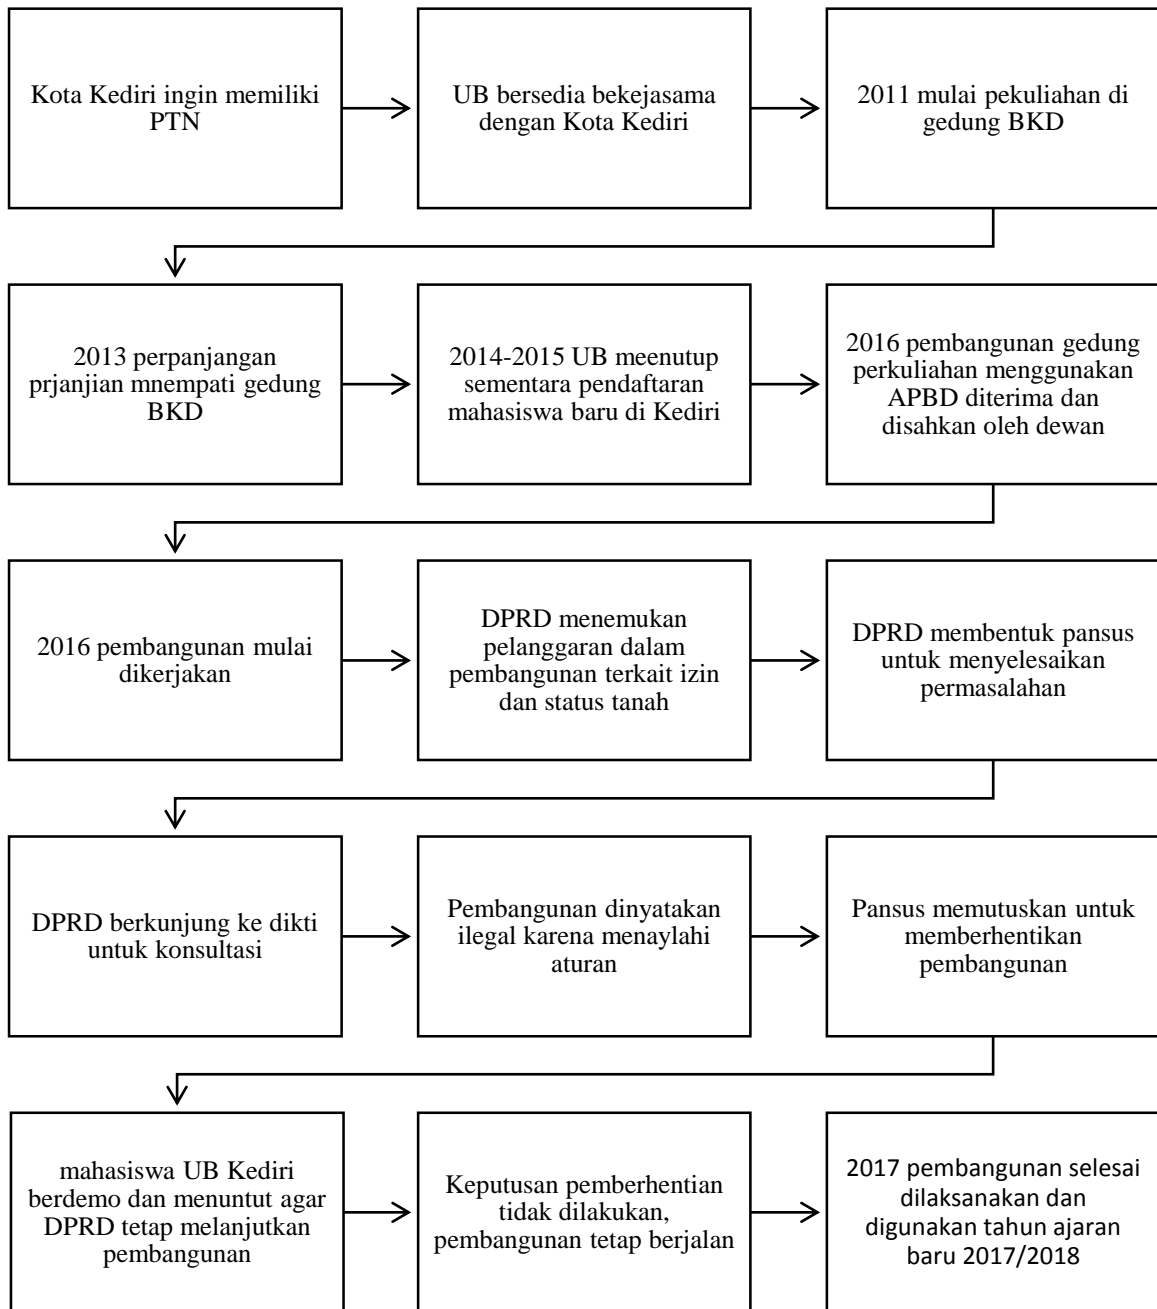 Kota Kediri ingin memiliki
PTN
UB bersedia bekejasama
dengan Kota Kediri
2011 mulai pekuliahan di
gedung BKD
2013 perpanjangan
prjanjian mnempati gedung
BKD
2014-2015 UB meenutup
sementara pendaftaran
mahasiswa baru di Kediri
2016 pembangunan gedung
perkuliahan menggunakan
APBD diterima dan
disahkan oleh dewan
2016 pembangunan mulai
dikerjakan
DPRD menemukan
pelanggaran dalam
pembangunan terkait izin
dan status tanah
DPRD membentuk pansus
untuk menyelesaikan
permasalahan
DPRD berkunjung ke dikti
untuk konsultasi
Pembangunan dinyatakan
ilegal karena menaylahi
aturan
Pansus memutuskan untuk
memberhentikan
pembangunan
mahasiswa UB Kediri
berdemo dan menuntut agar
DPRD tetap melanjutkan
pembangunan
Keputusan pemberhentian
tidak dilakukan,
pembangunan tetap berjalan
2017 pembangunan selesai
dilaksanakan dan
digunakan tahun ajaran
baru 2017/2018